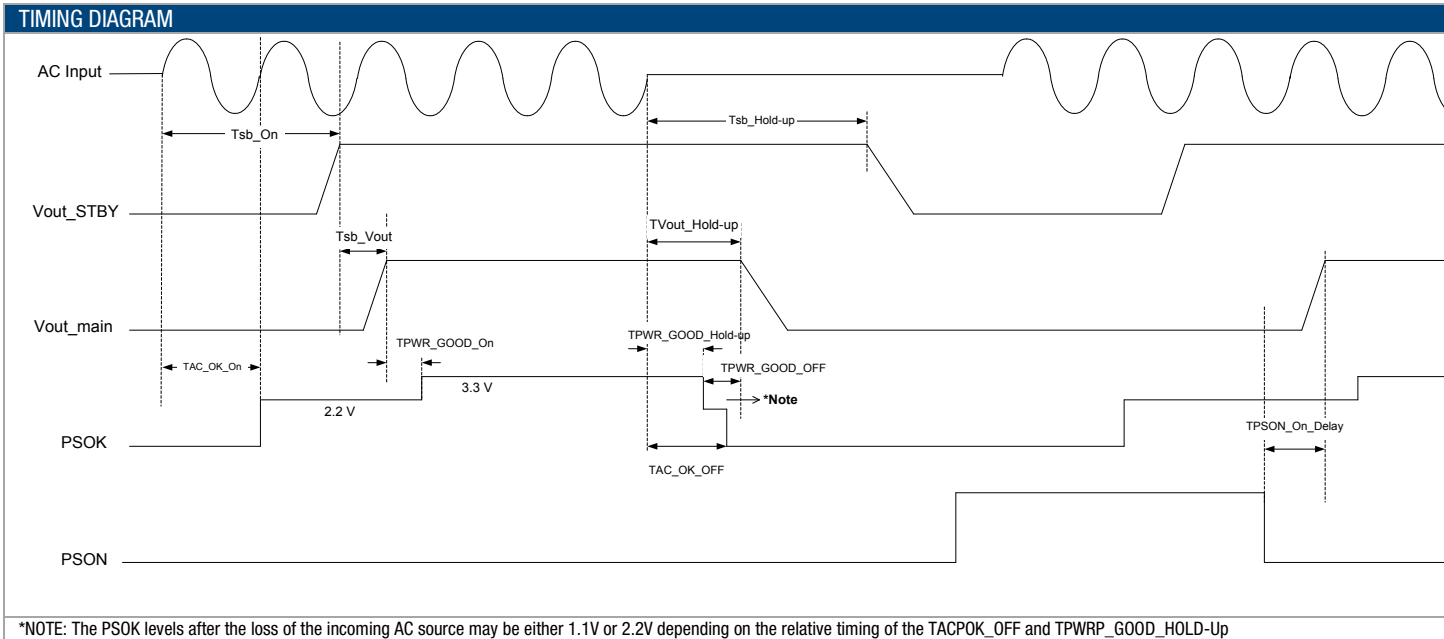 TIMING DIAGRAM
AC Input
Tsb_On
Tsb_Hold-up
Vout_STBY
Tsb_Vout
TVout_Hold-up
Vout_main
TPWR_GOOD_On
TPWR_GOOD_Hold-up
TAC_OK_On
TPWR_GOOD_OFF
3.3 V
*Note
2.2 V
PSOK
TPSON_On_Delay
TAC_OK_OFF
PSON
*NOTE: The PSOK levels after the loss of the incoming AC source may be either 1.1V or 2.2V depending on the relative timing of the TACPOK_OFF and TPWRP_GOOD_HOLD-Up